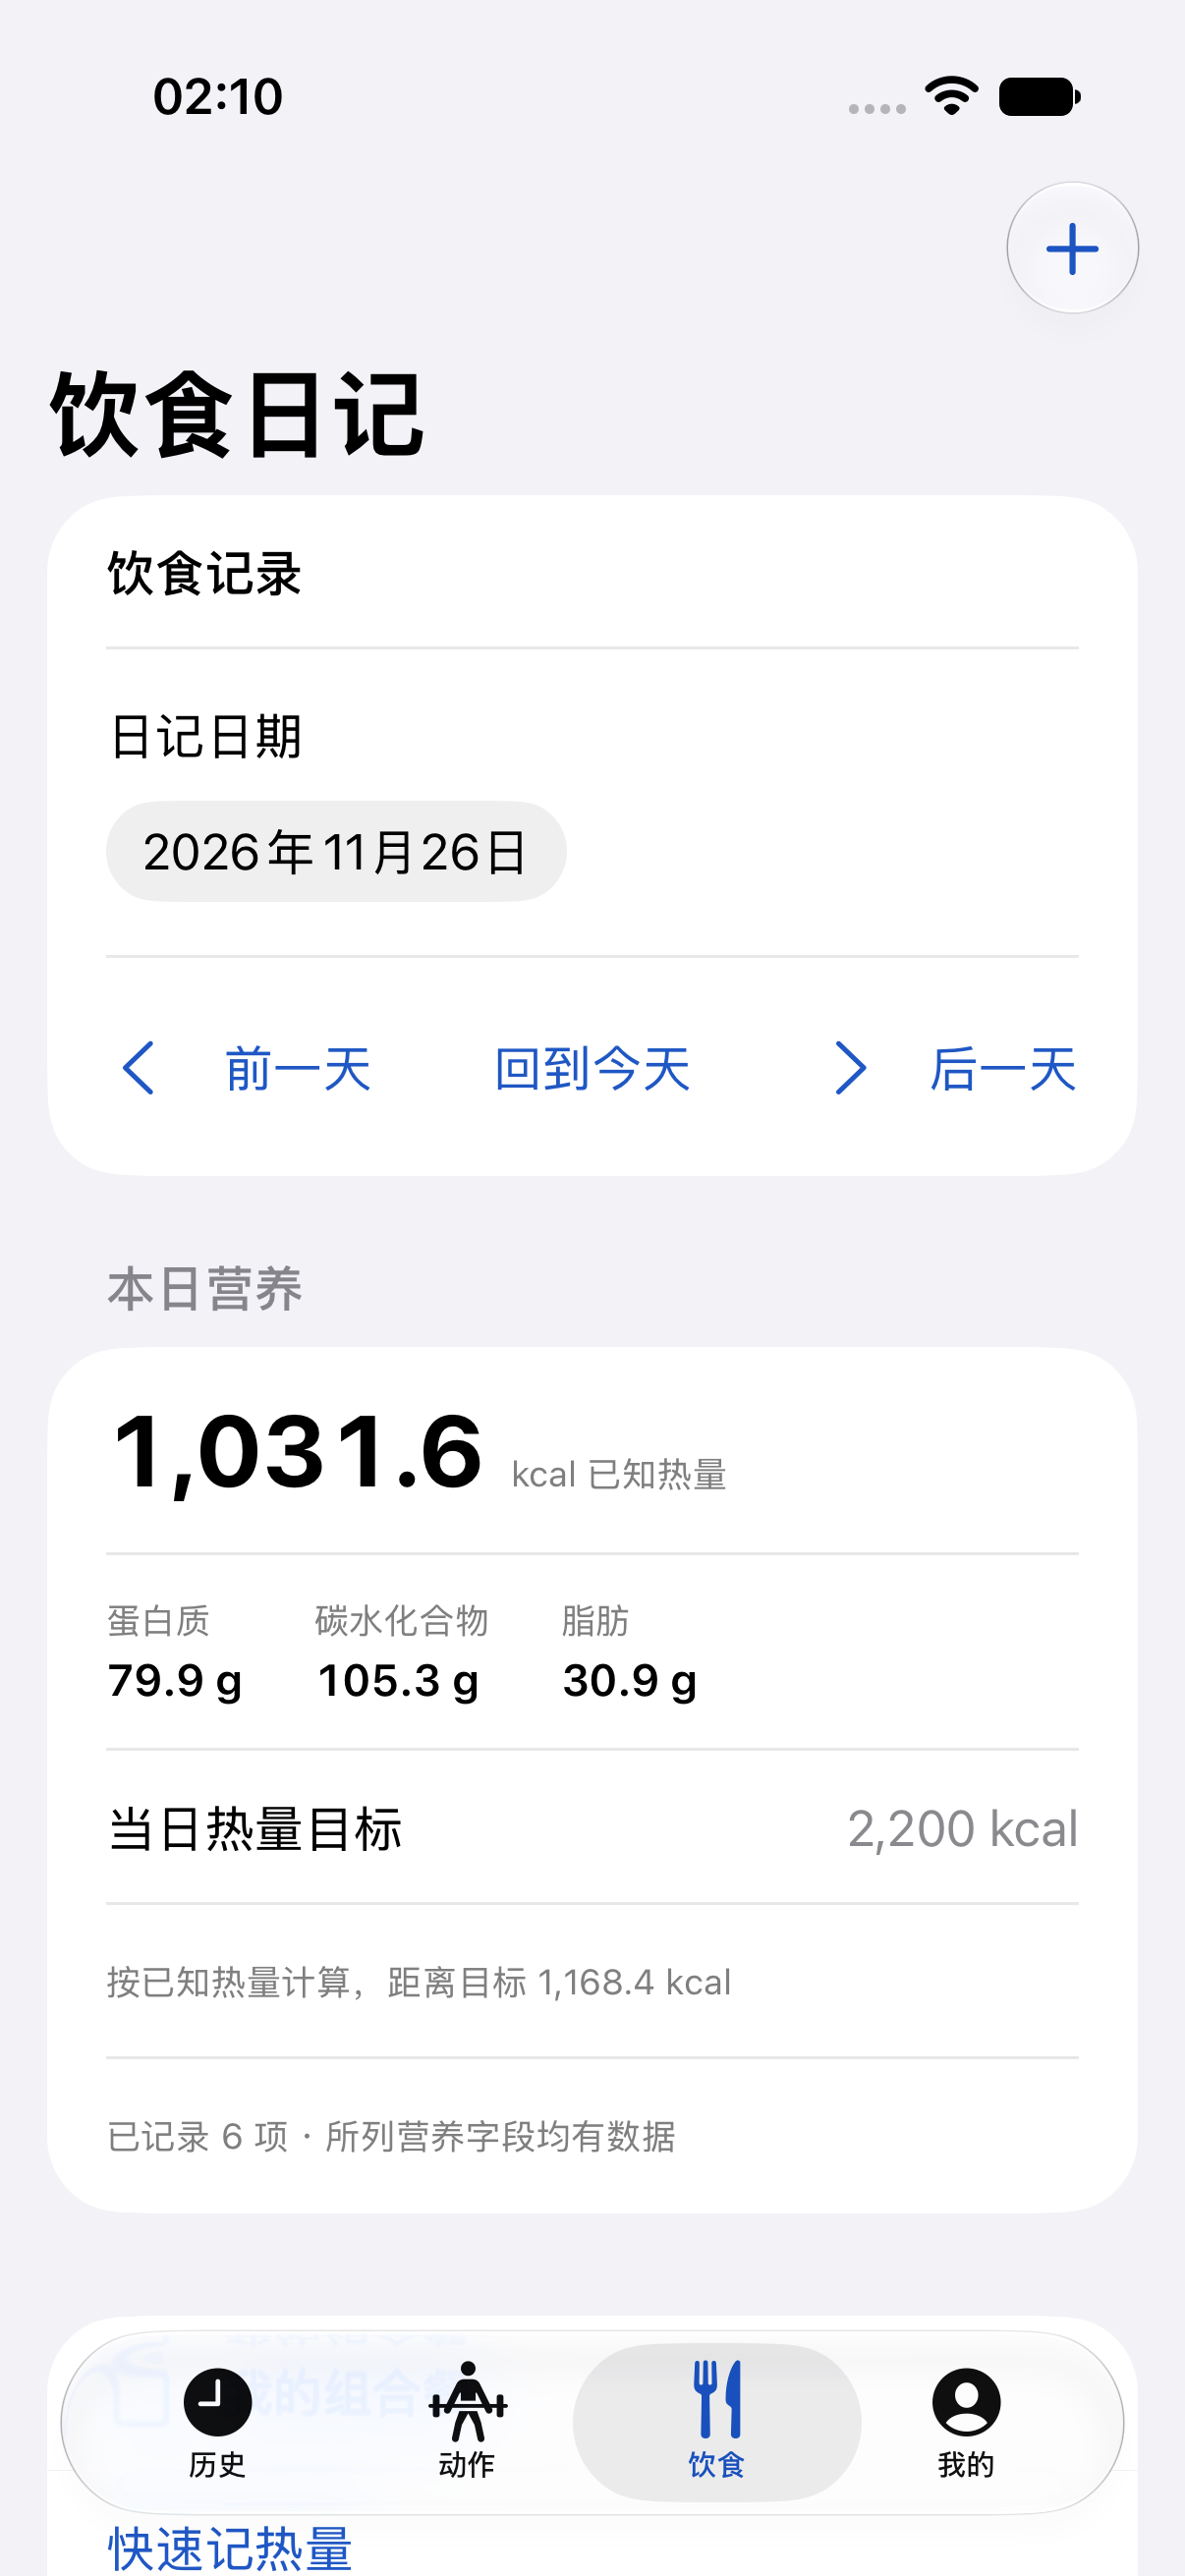 02:10
饮食日记
饮食记录
日记日期
2026年11月26日
前一天 回到今天 后一天
本日营养
1,031.6 kcal 已知热量
蛋白质 碳水化合物 脂肪
79.9 g 105.3 g 30.9 g
当日热量目标 2,200 kcal
按已知热量计算，距离目标 1,168.4 kcal
已记录 6 项 · 所列营养字段均有数据
我的组合餐
历史 动作 饮食 我的
快速记热量